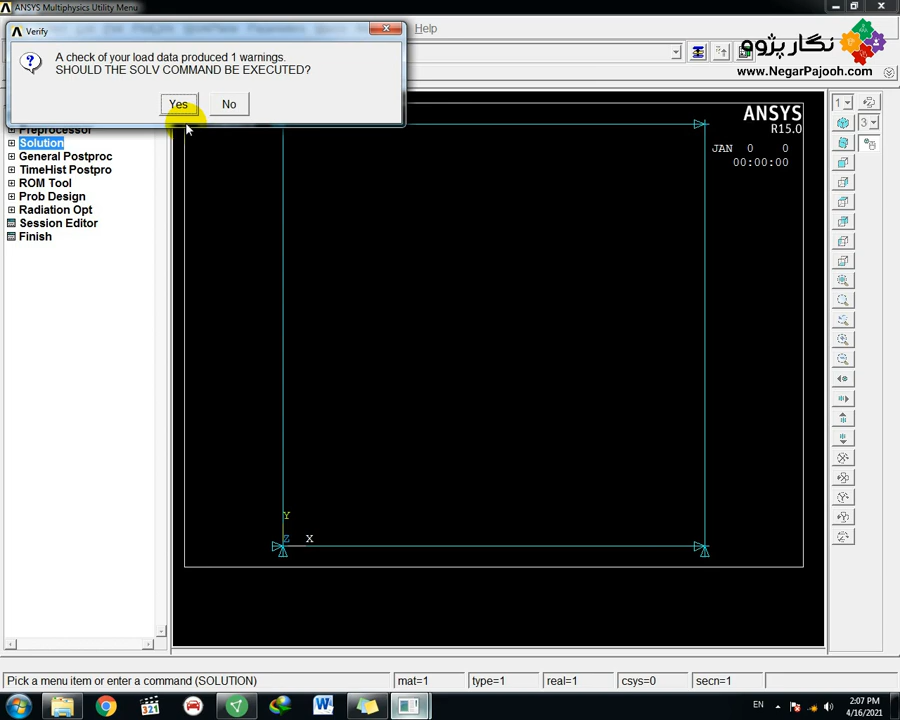 ANSYS Multiphysics Utility Menu
Verify
A check of your load data produced 1 warnings.
SHOULD THE SOLV COMMAND BE EXECUTED?
Yes
No
Help
نگار پژوه
www.NegarPajooh.com
1
3
Preprocessor
Solution
General Postproc
TimeHist Postpro
ROM Tool
Prob Design
Radiation Opt
Session Editor
Finish
ANSYS
R15.0
JAN 0 0
00:00:00
Y
Z X
Pick a menu item or enter a command (SOLUTION)
mat=1
type=1
real=1
csys=0
secn=1
EN
2:07 PM
4/16/2021